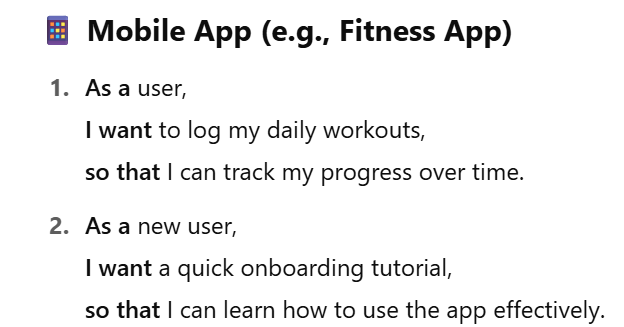 Mobile App (e.g., Fitness App)
1. As a user,
I want to log my daily workouts,
so that I can track my progress over time.
2. As a new user,
I want a quick onboarding tutorial,
so that I can learn how to use the app effectively.